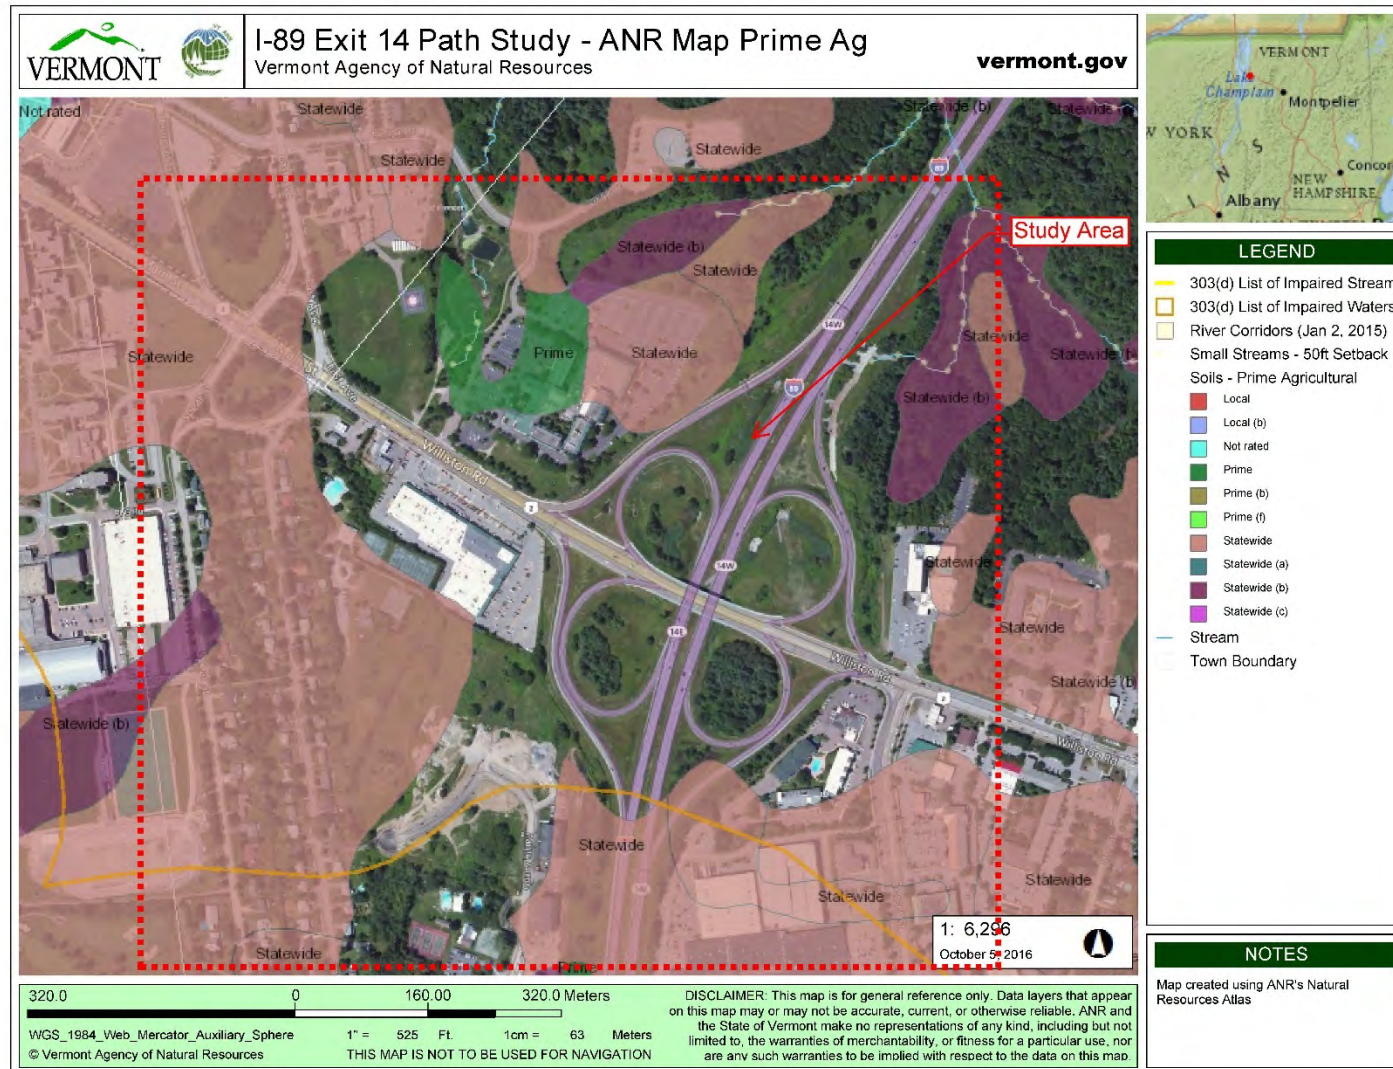 VERMONT
I-89 Exit 14 Path Study - ANR Map Prime Ag
Vermont Agency of Natural Resources
vermont.gov
VERMONT
Lake
Champlain
Montpelier
W YORK
Concor
NEW
HAMPSHIRE
Albany
Not rated
Statewide
Statewide (b)
Statewide
Statewide
89
Study Area
Statewide (b)
Statewide
14W
Statewide
Prime
Statewide
Statewide
Statewide (b)
89
Statewide (b)
Williston Rd
2
14W
Statewide
14E
Statewide
Williston Rd
Statewide (b)
2
Statewide (b)
Williston Rd
Statewide
Statewide
Statewide
Statewide
Prime
1: 6,296
October 5, 2016
LEGEND
303(d) List of Impaired Stream
303(d) List of Impaired Waters
River Corridors (Jan 2, 2015)
Small Streams - 50ft Setback
Soils - Prime Agricultural
Local
Local (b)
Not rated
Prime
Prime (b)
Prime (f)
Statewide
Statewide (a)
Statewide (b)
Statewide (c)
Stream
Town Boundary
NOTES
Map created using ANR's Natural
Resources Atlas
320.0 0 160.00 320.0 Meters
WGS_1984_Web_Mercator_Auxiliary_Sphere 1" = 525 Ft. 1cm = 63 Meters
© Vermont Agency of Natural Resources THIS MAP IS NOT TO BE USED FOR NAVIGATION
DISCLAIMER: This map is for general reference only. Data layers that appear
on this map may or may not be accurate, current, or otherwise reliable. ANR and
the State of Vermont make no representations of any kind, including but not
limited to, the warranties of merchantability, or fitness for a particular use, nor
are any such warranties to be implied with respect to the data on this map.